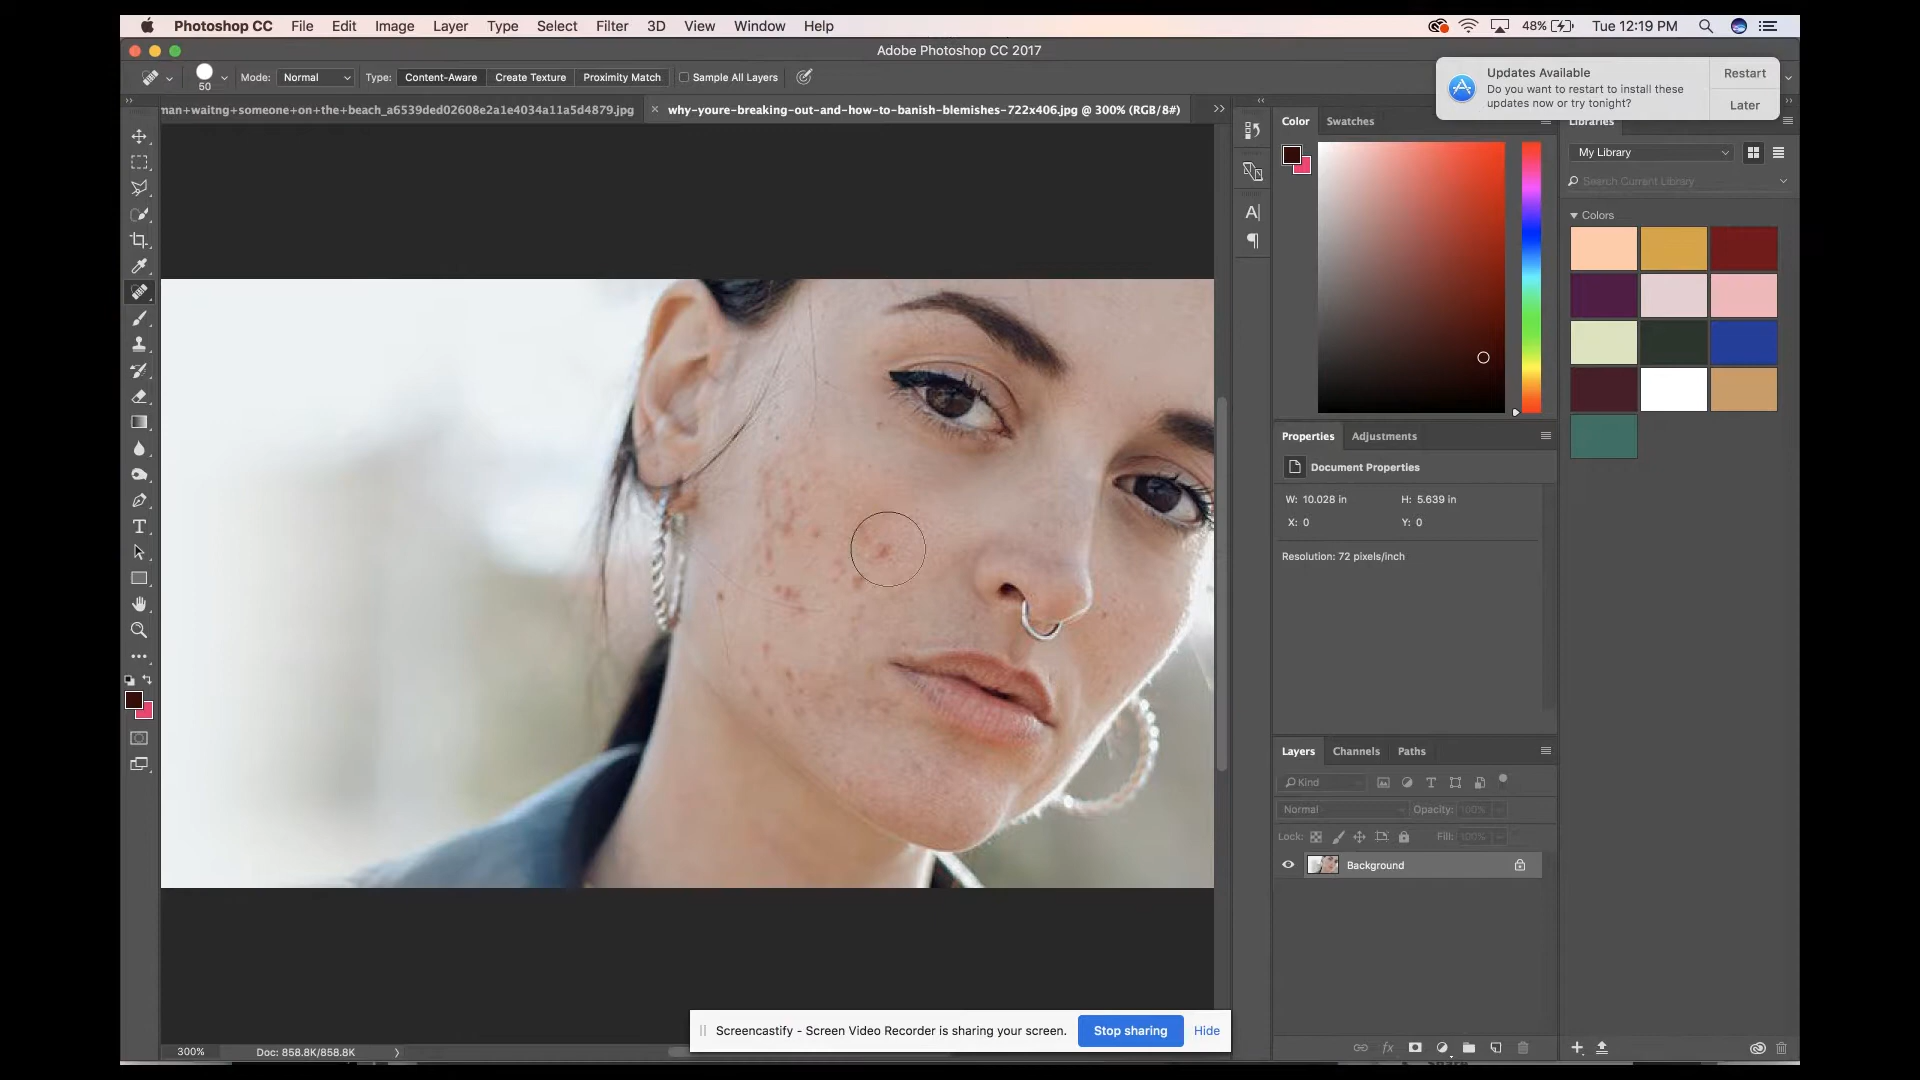 Photoshop CC File Edit Image Layer Type Select Filter 3D View Window Help 48% Tue 12:19 PM
Adobe Photoshop CC 2017
50 Mode: Normal Type: Content-Aware Create Texture Proximity Match Sample All Layers
Updates Available
Do you want to restart to install these
updates now or try tonight?
Restart
Later
man+waitng+someone+on+the+beach_a6539ded02608e2a1e4034a11a5d4879.jpg
why-youre-breaking-out-and-how-to-banish-blemishes-722x406.jpg @ 300% (RGB/8#)
Color Swatches
Libraries
My Library
Search Current Library
Colors
Properties Adjustments
Document Properties
W: 10.028 in H: 5.639 in
X: 0 Y: 0
Resolution: 72 pixels/inch
Layers Channels Paths
Kind
Normal Opacity: 100%
Lock: Fill: 100%
Background
Screencastify - Screen Video Recorder is sharing your screen. Stop sharing Hide
300% Doc: 858.8K/858.8K